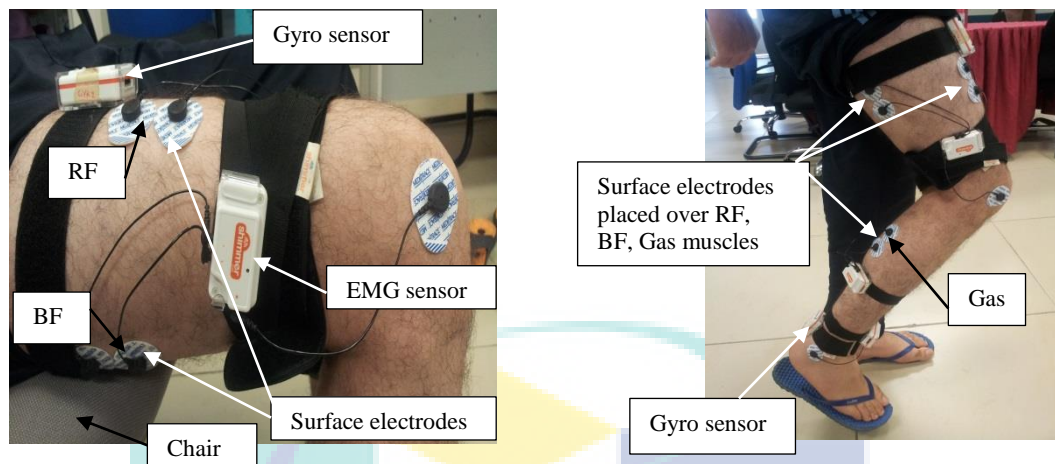 Gyro sensor
RF
shimmer
EMG sensor
BF
Surface electrodes
Chair
Surface electrodes
placed over RF,
BF, Gas muscles
Gas
Gyro sensor